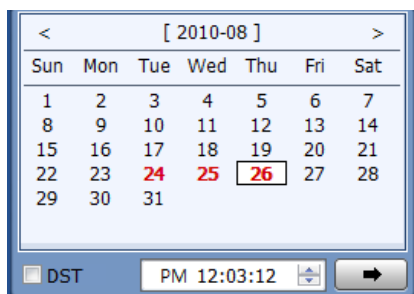 < [ 2010-08 ] >
Sun Mon Tue Wed Thu Fri Sat
1 2 3 4 5 6 7
8 9 10 11 12 13 14
15 16 17 18 19 20 21
22 23 24 25 26 27 28
29 30 31
DST PM 12:03:12